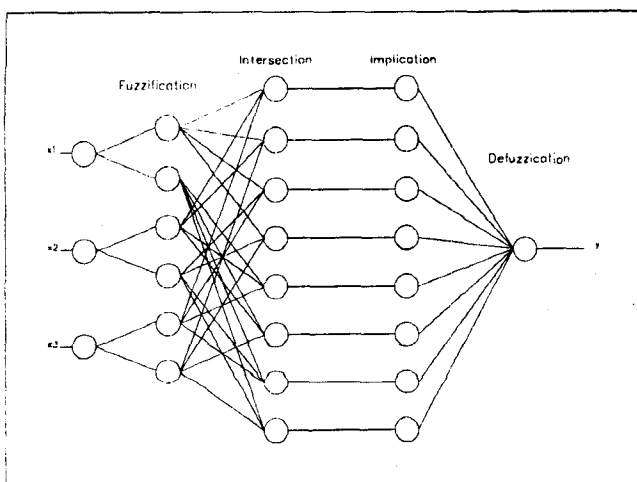 Intersection
Implication
Fuzzification
x1
Defuzzication
x2
y
x3